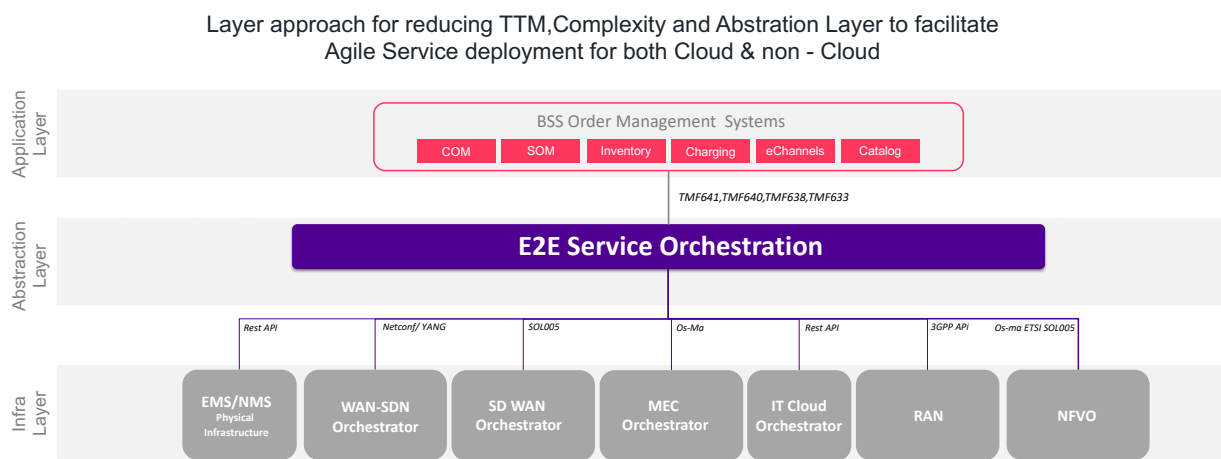 Layer approach for reducing TTM,Complexity and Abstration Layer to facilitate
Agile Service deployment for both Cloud & non - Cloud
Application
Layer
BSS Order Management Systems
COM
SOM
Inventory
Charging
eChannels
Catalog
TMF641,TMF640,TMF638,TMF633
Abstraction
Layer
E2E Service Orchestration
Rest API
Netconf/ YANG
SOL005
Os-Ma
Rest API
3GPP APi
Os-ma ETSI SOL005
Infra
Layer
EMS/NMS
Physical
Infrastructure
WAN-SDN
Orchestrator
SD WAN
Orchestrator
MEC
Orchestrator
IT Cloud
Orchestrator
RAN
NFVO